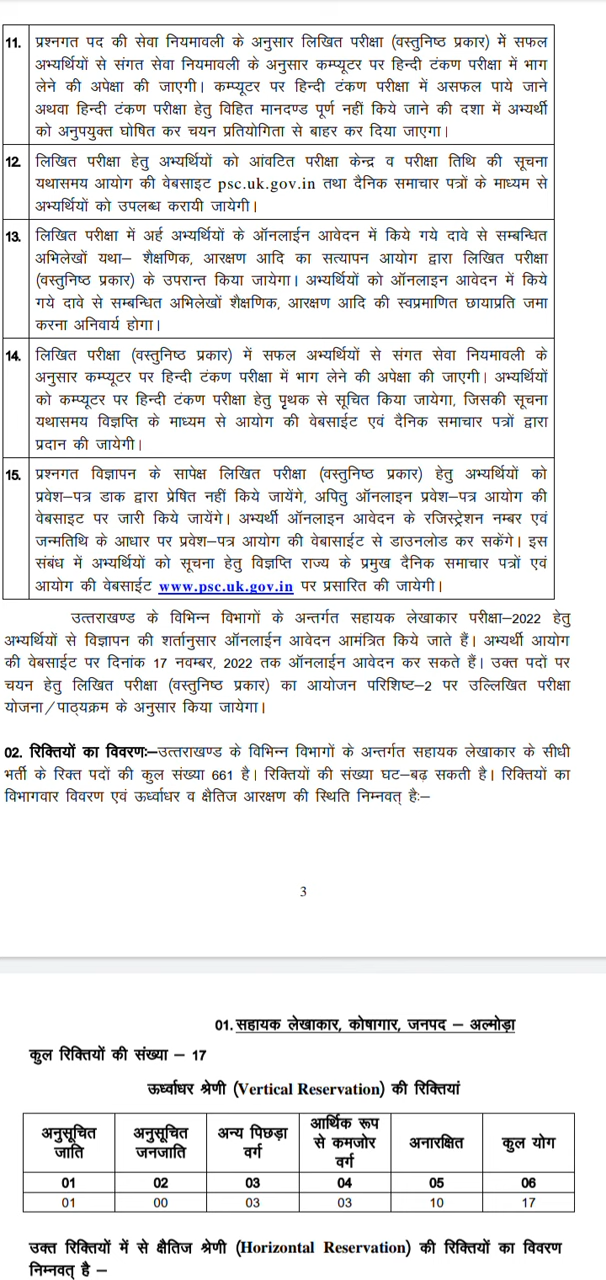 11. प्रश्नगत पद की सेवा नियमावली के अनुसार लिखित परीक्षा (वस्तुनिष्ठ प्रकार) में सफल
अभ्यर्थियों से संगत सेवा नियमावली के अनुसार कम्प्यूटर पर हिन्दी टंकण परीक्षा में भाग
लेने की अपेक्षा की जाएगी। कम्प्यूटर पर हिन्दी टंकण परीक्षा में असफल पाये जाने
अथवा हिन्दी टंकण परीक्षा हेतु विहित मानदण्ड पूर्ण नहीं किये जाने की दशा में अभ्यर्थी
को अनुपयुक्त घोषित कर चयन प्रतियोगिता से बाहर कर दिया जाएगा।
12. लिखित परीक्षा हेतु अभ्यर्थियों को आंवटित परीक्षा केन्द्र व परीक्षा तिथि की सूचना
यथासमय आयोग की वेबसाइट psc.uk.gov.in तथा दैनिक समाचार पत्रों के माध्यम से
अभ्यर्थियों को उपलब्ध करायी जायेगी।
13. लिखित परीक्षा में अर्ह अभ्यर्थियों के ऑनलाईन आवेदन में किये गये दावे से सम्बन्धित
अभिलेखों यथा– शैक्षणिक, आरक्षण आदि का सत्यापन आयोग द्वारा लिखित परीक्षा
(वस्तुनिष्ठ प्रकार) के उपरान्त किया जायेगा। अभ्यर्थियों को ऑनलाइन आवेदन में किये
गये दावे से सम्बन्धित अभिलेखों शैक्षणिक, आरक्षण आदि की स्वप्रमाणित छायाप्रति जमा
करना अनिवार्य होगा।
14. लिखित परीक्षा (वस्तुनिष्ठ प्रकार) में सफल अभ्यर्थियों से संगत सेवा नियमावली के
अनुसार कम्प्यूटर पर हिन्दी टंकण परीक्षा में भाग लेने की अपेक्षा की जाएगी। अभ्यर्थियों
को कम्प्यूटर पर हिन्दी टंकण परीक्षा हेतु पृथक से सूचित किया जायेगा, जिसकी सूचना
यथासमय विज्ञप्ति के माध्यम से आयोग की वेबसाईट एवं दैनिक समाचार पत्रों द्वारा
प्रदान की जायेगी।
15. प्रश्नगत विज्ञापन के सापेक्ष लिखित परीक्षा (वस्तुनिष्ठ प्रकार) हेतु अभ्यर्थियों को
प्रवेश–पत्र डाक द्वारा प्रेषित नहीं किये जायेंगे, अपितु ऑनलाइन प्रवेश–पत्र आयोग की
वेबसाइट पर जारी किये जायेंगे। अभ्यर्थी ऑनलाइन आवेदन के रजिस्ट्रेशन नम्बर एवं
जन्मतिथि के आधार पर प्रवेश–पत्र आयोग की वेबासाईट से डाउनलोड कर सकेंगे। इस
संबंध में अभ्यर्थियों को सूचना हेतु विज्ञप्ति राज्य के प्रमुख दैनिक समाचार पत्रों एवं
आयोग की वेबसाईट www.psc.uk.gov.in पर प्रसारित की जायेगी।
उत्तराखण्ड के विभिन्न विभागों के अन्तर्गत सहायक लेखाकार परीक्षा–2022 हेतु
अभ्यर्थियों से विज्ञापन की शर्तानुसार ऑनलाईन आवेदन आमंत्रित किये जाते हैं। अभ्यर्थी आयोग
की वेबसाईट पर दिनांक 17 नवम्बर, 2022 तक ऑनलाईन आवेदन कर सकते हैं। उक्त पदों पर
चयन हेतु लिखित परीक्षा (वस्तुनिष्ठ प्रकार) का आयोजन परिशिष्ट–2 पर उल्लिखित परीक्षा
योजना/पाठ्यक्रम के अनुसार किया जायेगा।
02. रिक्तियों का विवरणः–उत्तराखण्ड के विभिन्न विभागों के अन्तर्गत सहायक लेखाकार के सीधी
भर्ती के रिक्त पदों की कुल संख्या 661 है। रिक्तियों की संख्या घट–बढ़ सकती है। रिक्तियों का
विभागवार विवरण एवं ऊर्ध्वाधर व क्षैतिज आरक्षण की स्थिति निम्नवत् हैः–
3
01. सहायक लेखाकार, कोषागार, जनपद – अल्मोड़ा
कुल रिक्तियों की संख्या – 17
ऊर्ध्वाधर श्रेणी (Vertical Reservation) की रिक्तियां
अनुसूचित जाति अनुसूचित जनजाति अन्य पिछड़ा वर्ग आर्थिक रूप से कमजोर वर्ग अनारक्षित कुल योग
01 02 03 04 05 06
01 00 03 03 10 17
उक्त रिक्तियों में से क्षैतिज श्रेणी (Horizontal Reservation) की रिक्तियों का विवरण
निम्नवत् है –